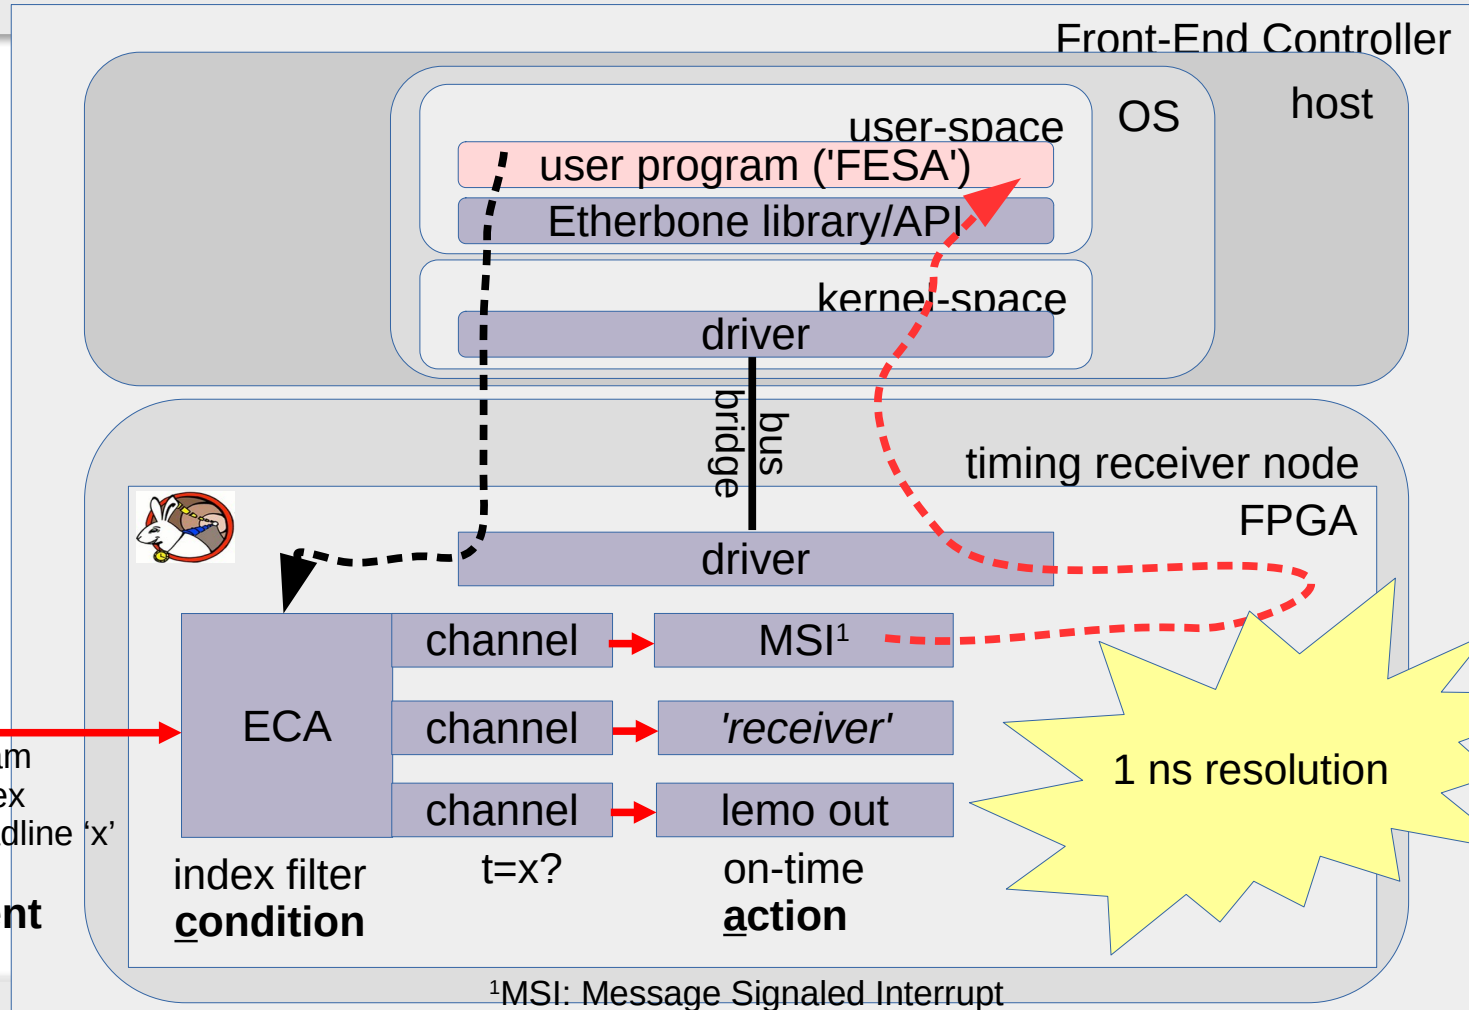 Front-End Controller
host
OS
user-space
user program ('FESA')
Etherbone library/API
kernel-space
driver
bus
bridge
timing receiver node
FPGA
driver
channel
MSI¹
ECA
channel
'receiver'
1 ns resolution
channel
lemo out
‘x’
index filter
condition
t=x?
on-time
action
¹MSI: Message Signaled Interrupt